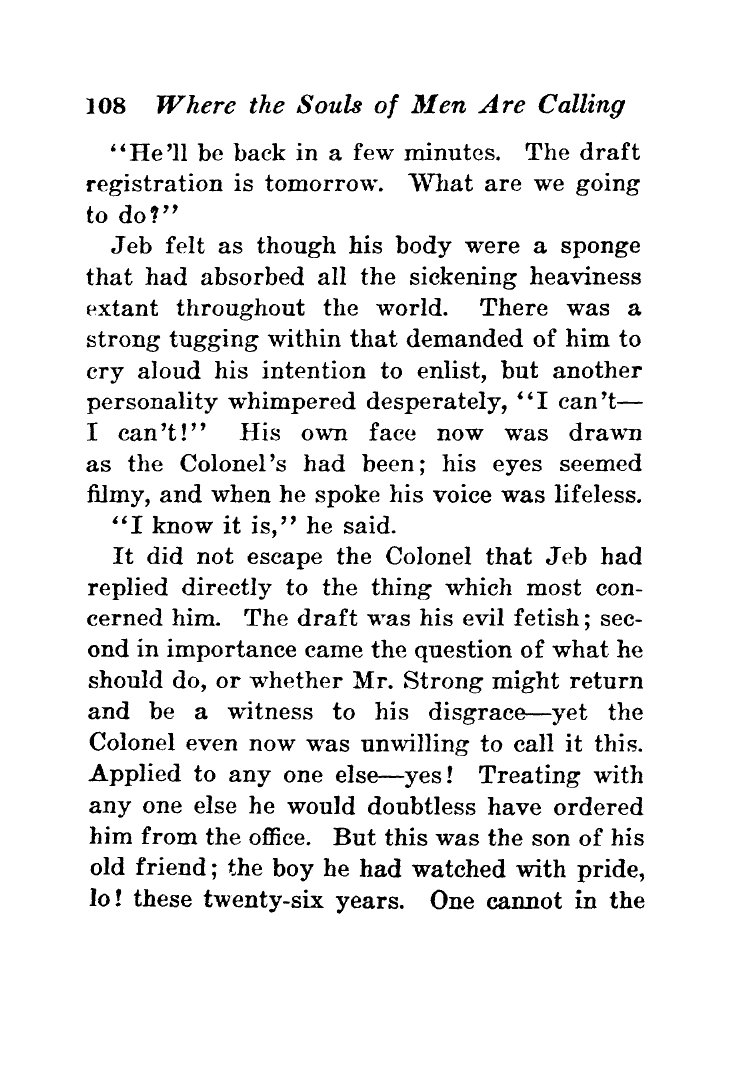 108 Where the Souls of Men Are Calling
“He’ll be back in a few minutes. The draft
registration is tomorrow. What are we going
to do?”
Jeb felt as though his body were a sponge
that had absorbed all the sickening heaviness
extant throughout the world. There was a
strong tugging within that demanded of him to
cry aloud his intention to enlist, but another
personality whimpered desperately, “I can’t—
I can’t!” His own face now was drawn
as the Colonel’s had been; his eyes seemed
filmy, and when he spoke his voice was lifeless.
“I know it is,” he said.
It did not escape the Colonel that Jeb had
replied directly to the thing which most con-
cerned him. The draft was his evil fetish; sec-
ond in importance came the question of what he
should do, or whether Mr. Strong might return
and be a witness to his disgrace—yet the
Colonel even now was unwilling to call it this.
Applied to any one else—yes! Treating with
any one else he would doubtless have ordered
him from the office. But this was the son of his
old friend; the boy he had watched with pride,
lo! these twenty-six years. One cannot in the